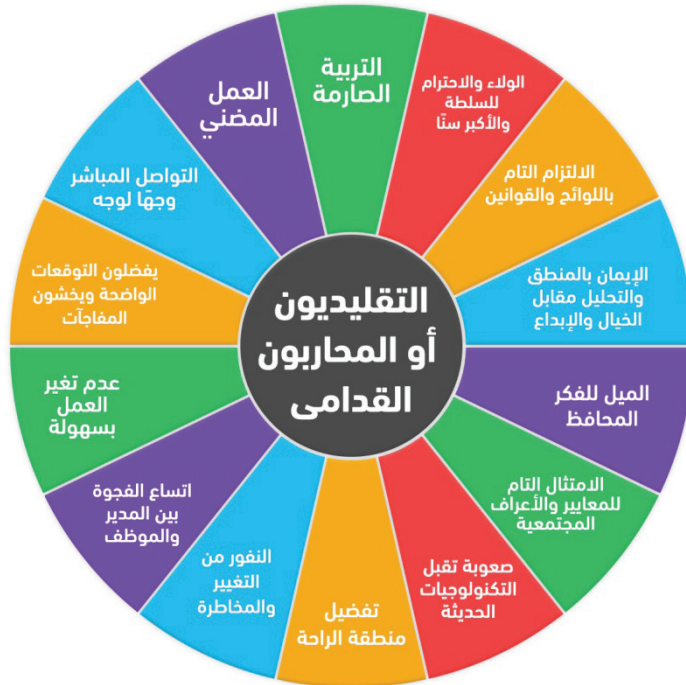 التقليديون
أو المحاربون
القدامى
التربية
الصارمة
الولاء والاحترام
للسلطة
والأكبر سنًا
الالتزام التام
باللوائح والقوانين
الإيمان بالمنطق
والتحليل مقابل
الخيال والإبداع
الميل للفكر
المحافظ
الامتثال التام
للمعايير والأعراف
المجتمعية
صعوبة تقبل
التكنولوجيات
الحديثة
تفضيل
منطقة الراحة
النفور من
التغيير
والمخاطرة
اتساع الفجوة
بين المدير
والموظف
عدم تغير
العمل
بسهولة
يفضلون التوقعات
الواضحة ويخشون
المفاجآت
التواصل المباشر
وجهًا لوجه
العمل
المضني